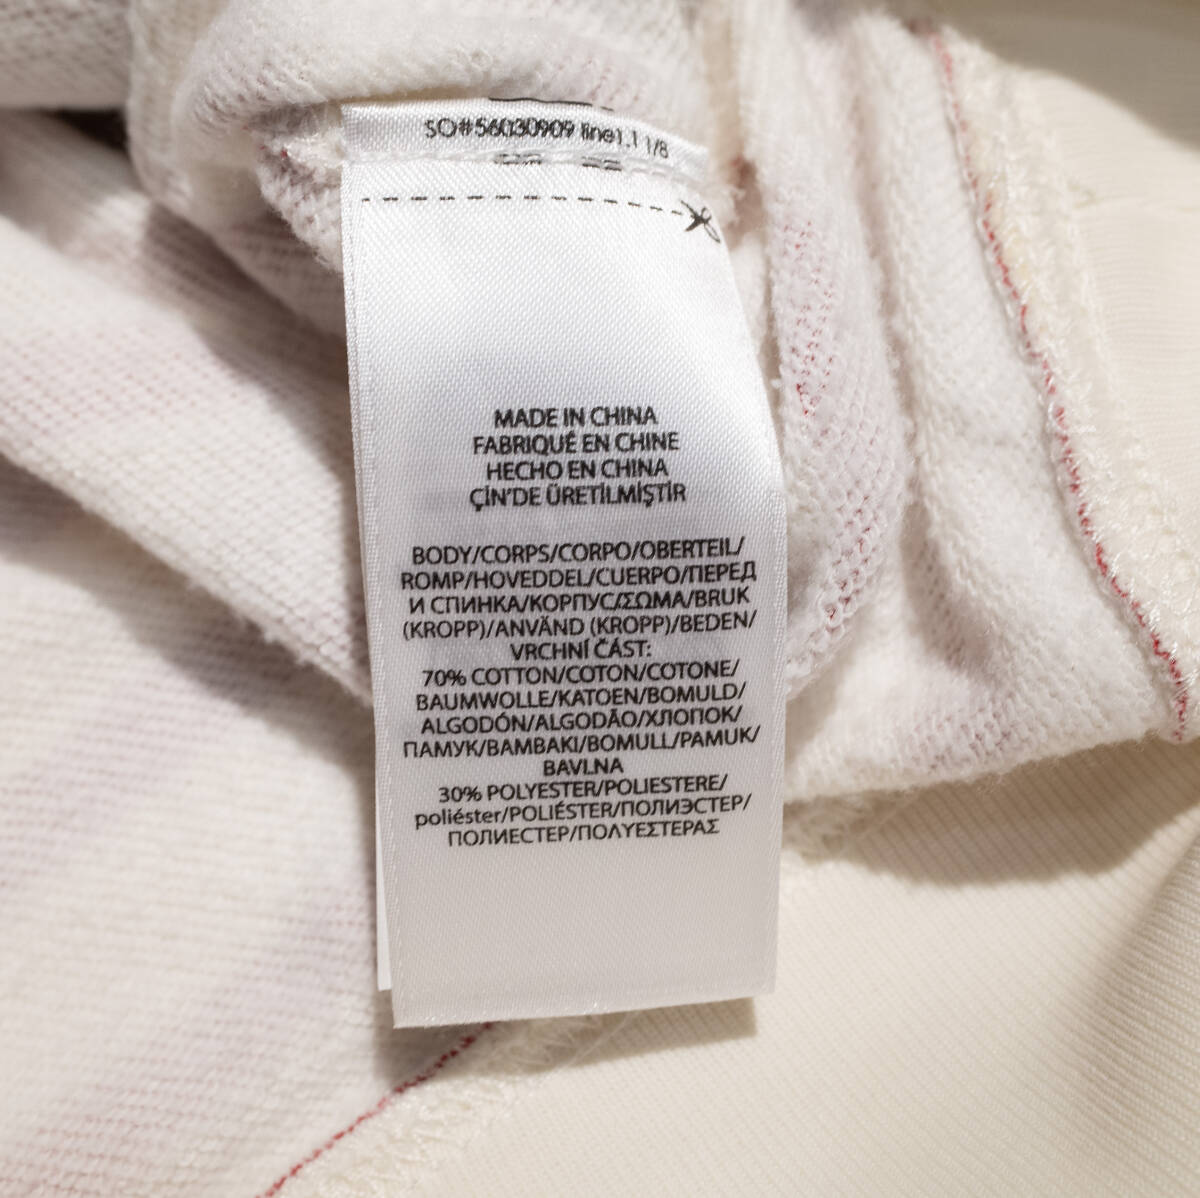 SO#56030909 line1.1 1/8
MADE IN CHINA
FABRIQUÉ EN CHINE
HECHO EN CHINA
ÇİN'DE ÜRETİLMİŞTİR
BODY/CORPS/CORPO/OBERTEIL/
ROMP/HOVEDDEL/CUERPO/ПЕРЕД
И СПИНКА/КОРПУС/ΣΩΜΑ/BRUK
(KROPP)/ANVÄND (KROPP)/BEDEN/
VRCHNÍ ČÁST:
70% COTTON/COTON/COTONE/
BAUMWOLLE/KATOEN/BOMULD/
ALGODÓN/ALGODÃO/ХЛОПОК/
ПАМУК/ΒΑΜΒΑΚΙ/BOMULL/PAMUK/
BAVLNA
30% POLYESTER/POLIESTERE/
poliéster/POLIÉSTER/ПОЛИЭСТЕР/
ПОЛИЕСТЕР/ΠΟΛΥΕΣΤΕΡΑΣ